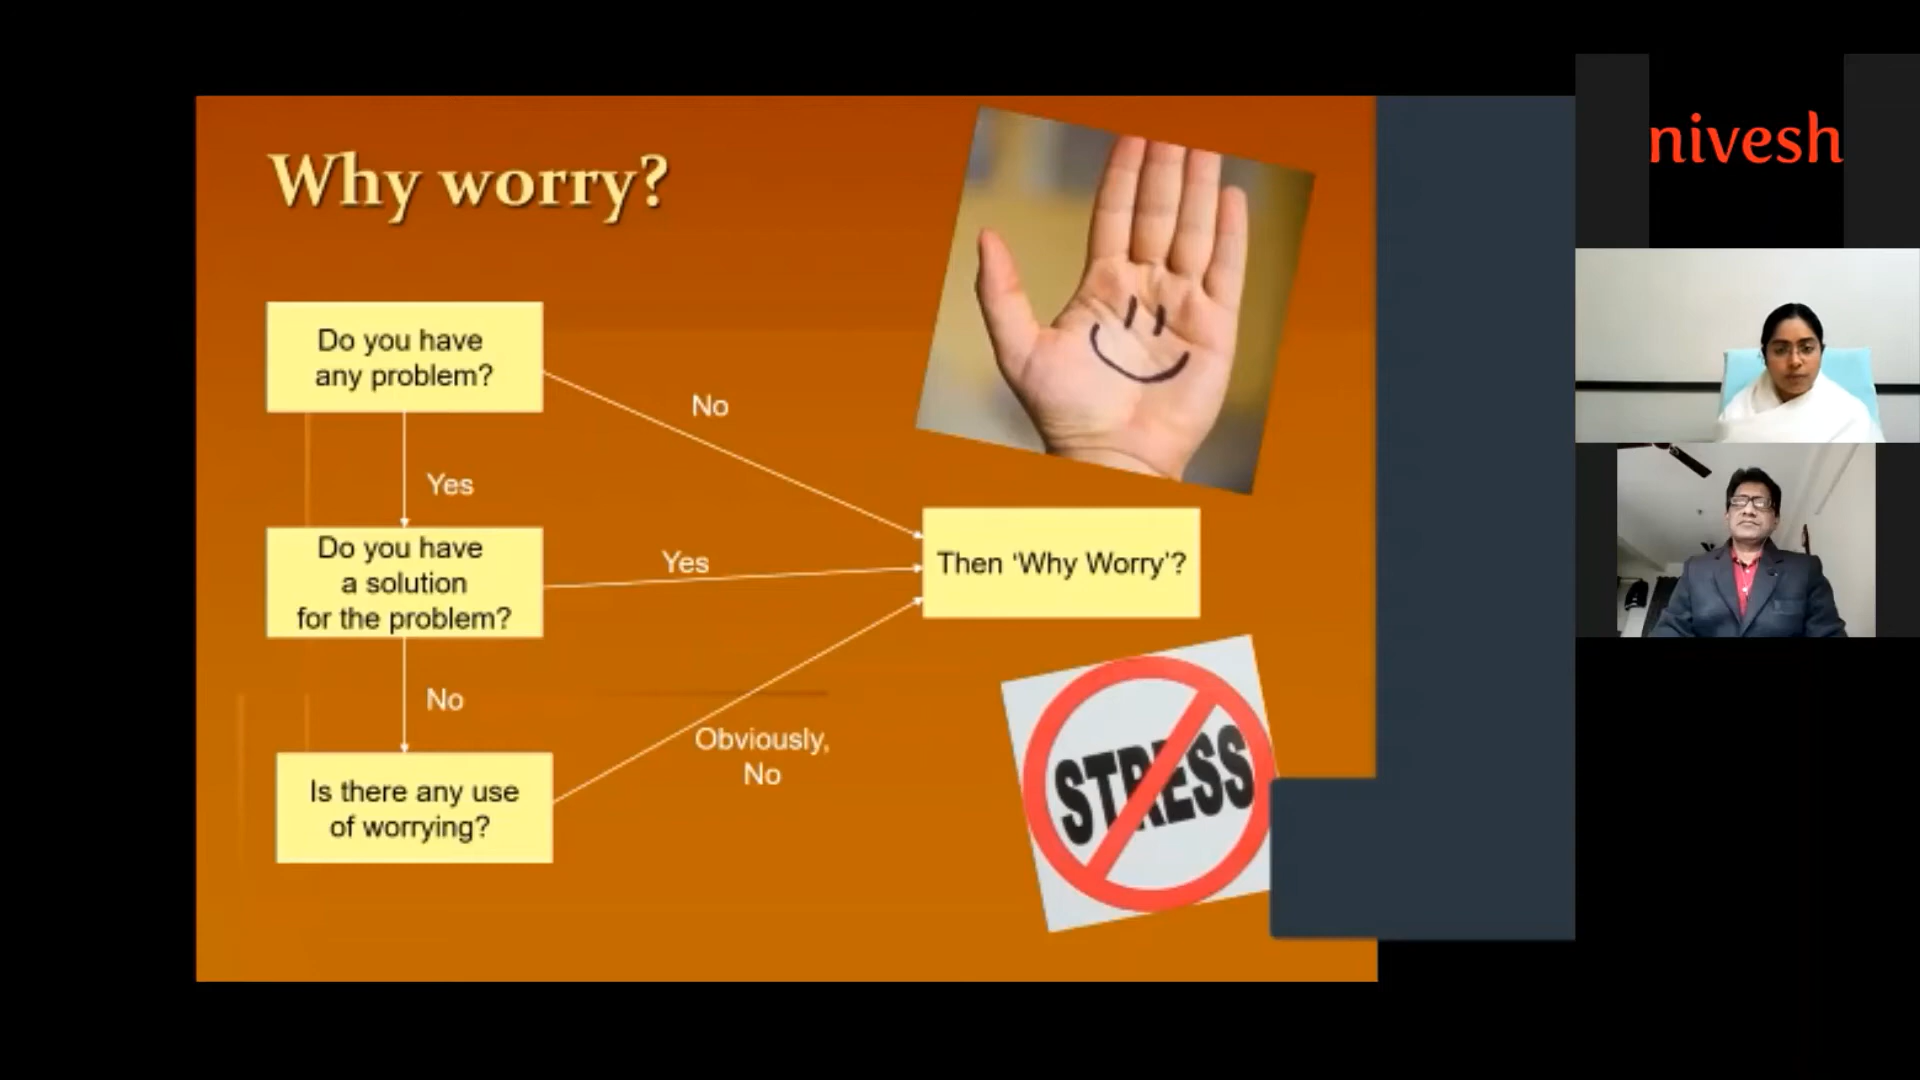 Why worry?
Do you have
any problem?
No
Yes
Do you have
a solution
for the problem?
Yes
Then ‘Why Worry’?
No
Obviously,
No
Is there any use
of worrying?
STRESS
nivesh